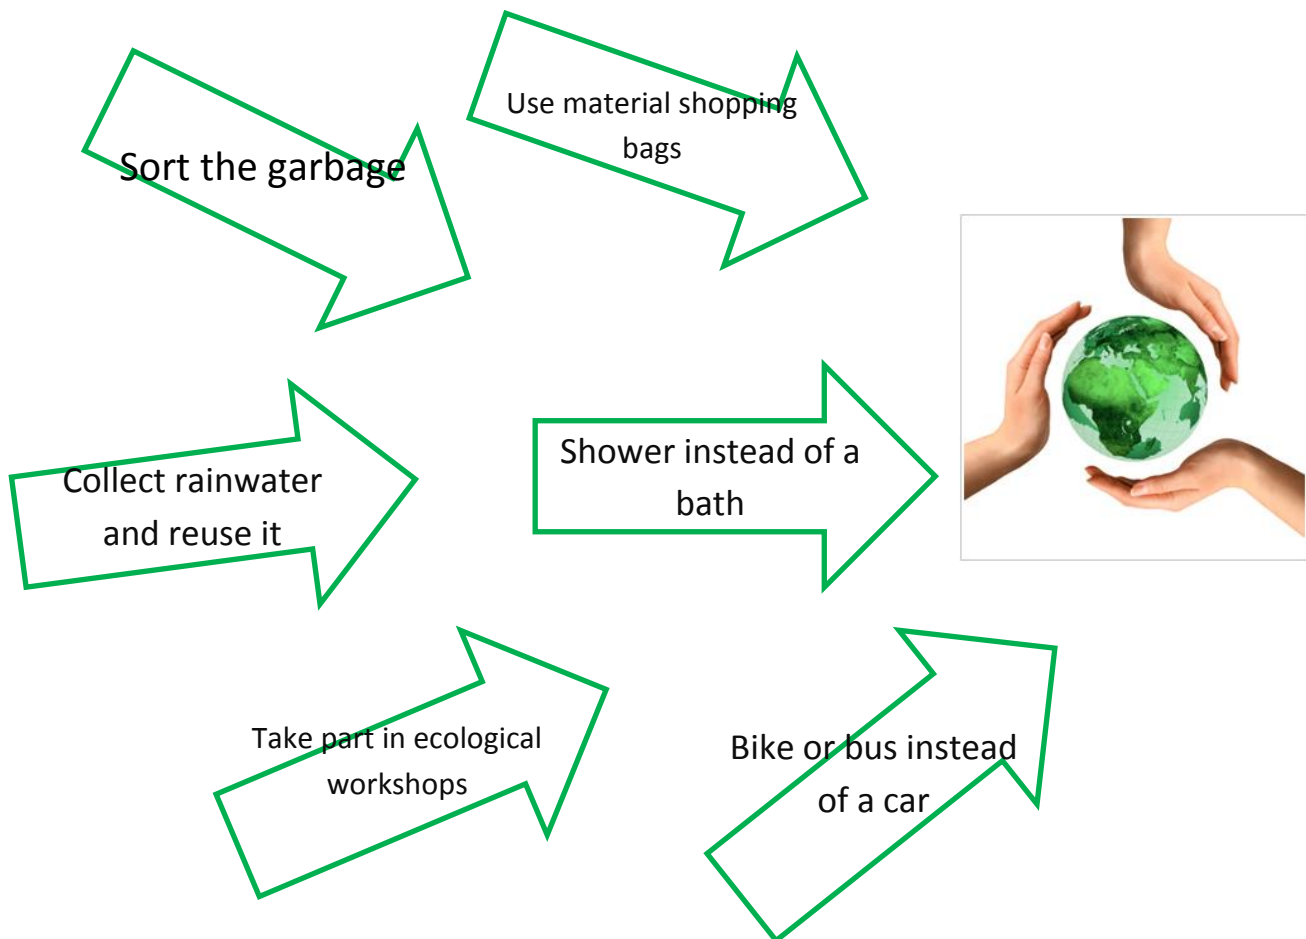 Use material shopping
bags
Sort the garbage
Shower instead of a
bath
Collect rainwater
and reuse it
Take part in ecological
workshops
Bike or bus instead
of a car